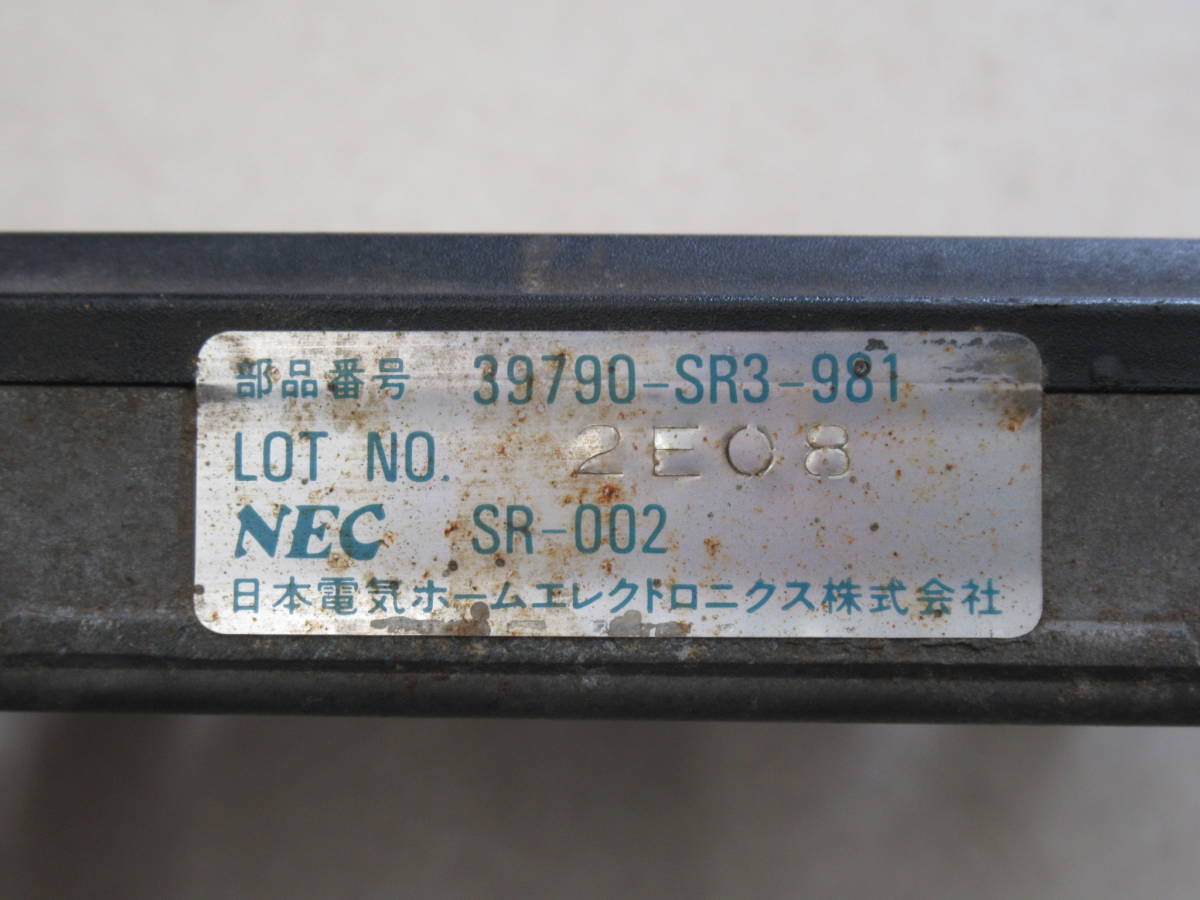 部品番号 39790-SR3-981
LOT NO. 2E08
NEC SR-002
日本電気ホームエレクトロニクス株式会社